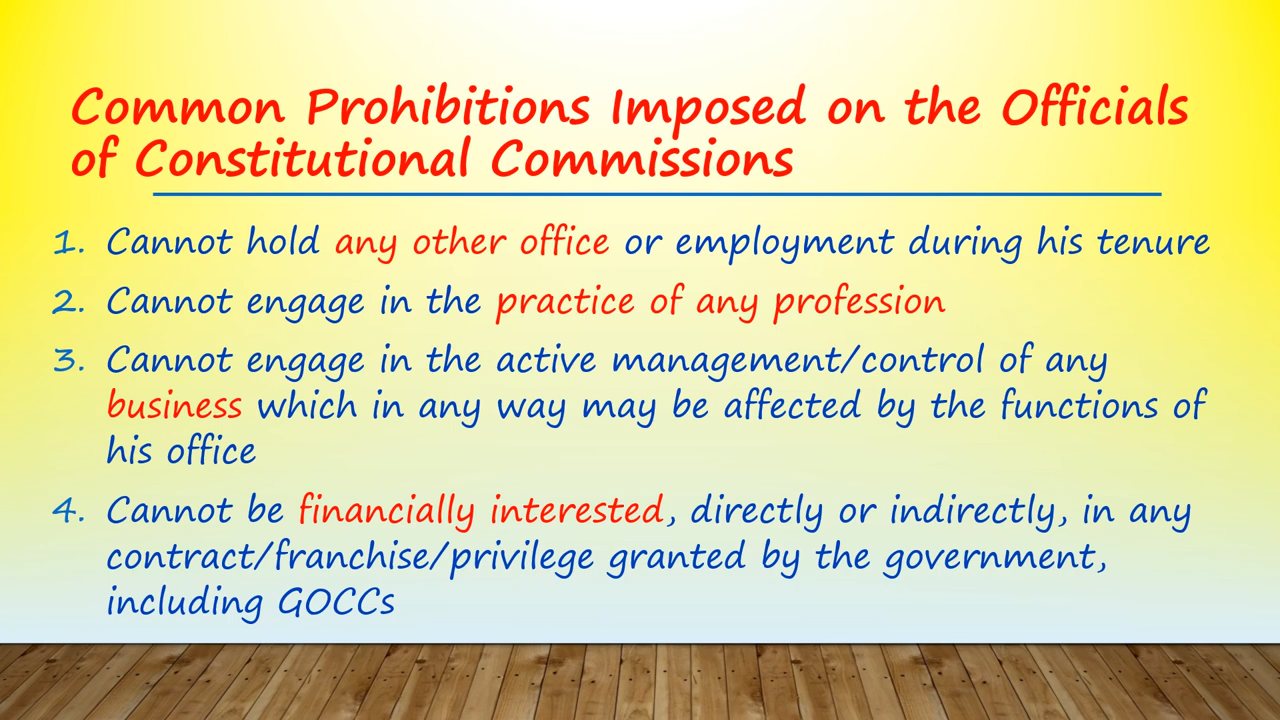 Common Prohibitions Imposed on the Officials
of Constitutional Commissions
1. Cannot hold any other office or employment during his tenure
2. Cannot engage in the practice of any profession
3. Cannot engage in the active management/control of any
business which in any way may be affected by the functions of
his office
4. Cannot be financially interested, directly or indirectly, in any
contract/franchise/privilege granted by the government,
including GOCCs